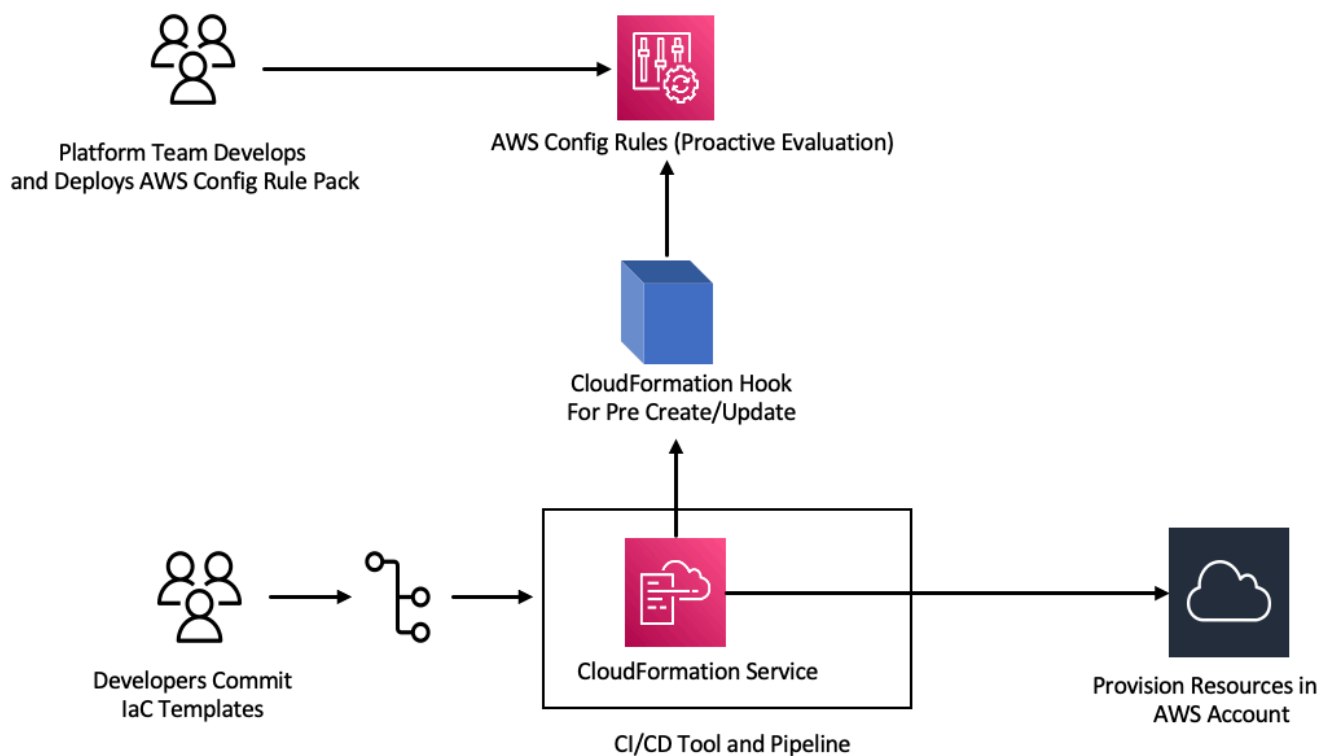 Platform Team Develops
and Deploys AWS Config Rule Pack
AWS Config Rules (Proactive Evaluation)
CloudFormation Hook
For Pre Create/Update
Developers Commit
IaC Templates
CloudFormation Service
CI/CD Tool and Pipeline
Provision Resources in
AWS Account